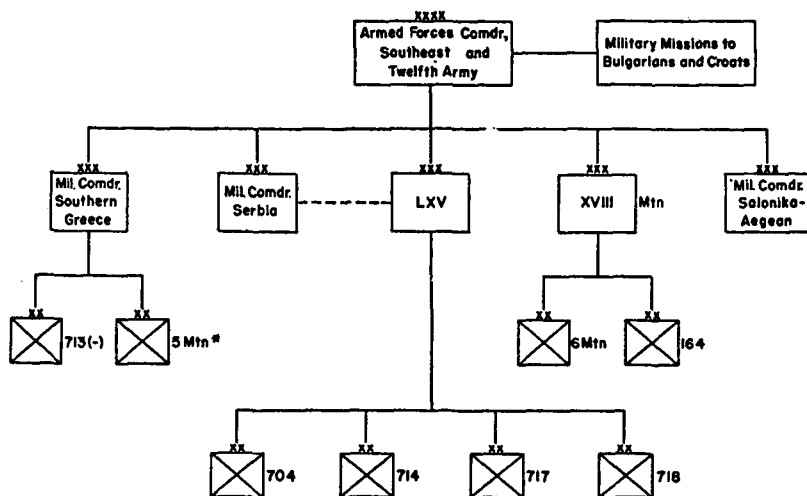 XXXX
Armed Forces Comdr,
Southeast and
Twelfth Army
Military Missions to
Bulgarians and Croats
XXX
Mil. Comdr.
Southern
Greece
XXX
Mil. Comdr.
Serbia
XXX
LXV
XXX
XVIII
Mtn
XXX
Mil. Comdr.
Salonika-
Aegean
XX
713(-)
XX
5 Mtn*
XX
6 Mtn
XX
164
XX
704
XX
714
XX
717
XX
718